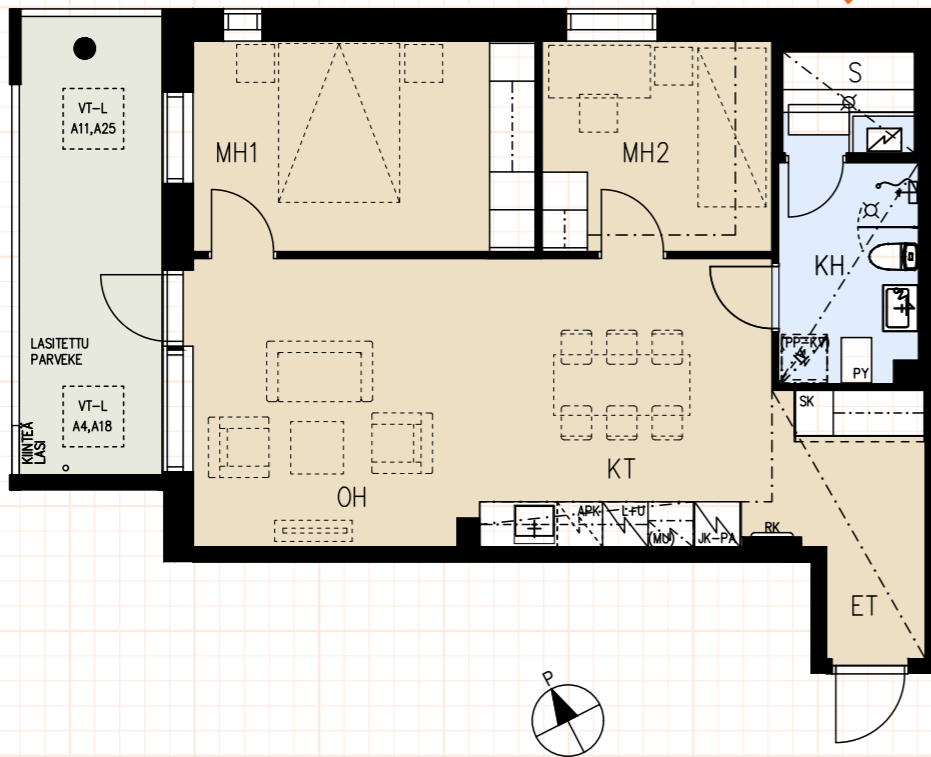 VT-L
A11,A25
MH1
MH2
S
KH
LASITETTU
PARVEKE
PP-KV
PY
VT-L
A4,A18
KIINTEÄ
LASI
SK
OH
KT
APK
L+U
(MU)
JK-PA
RK
ET
P